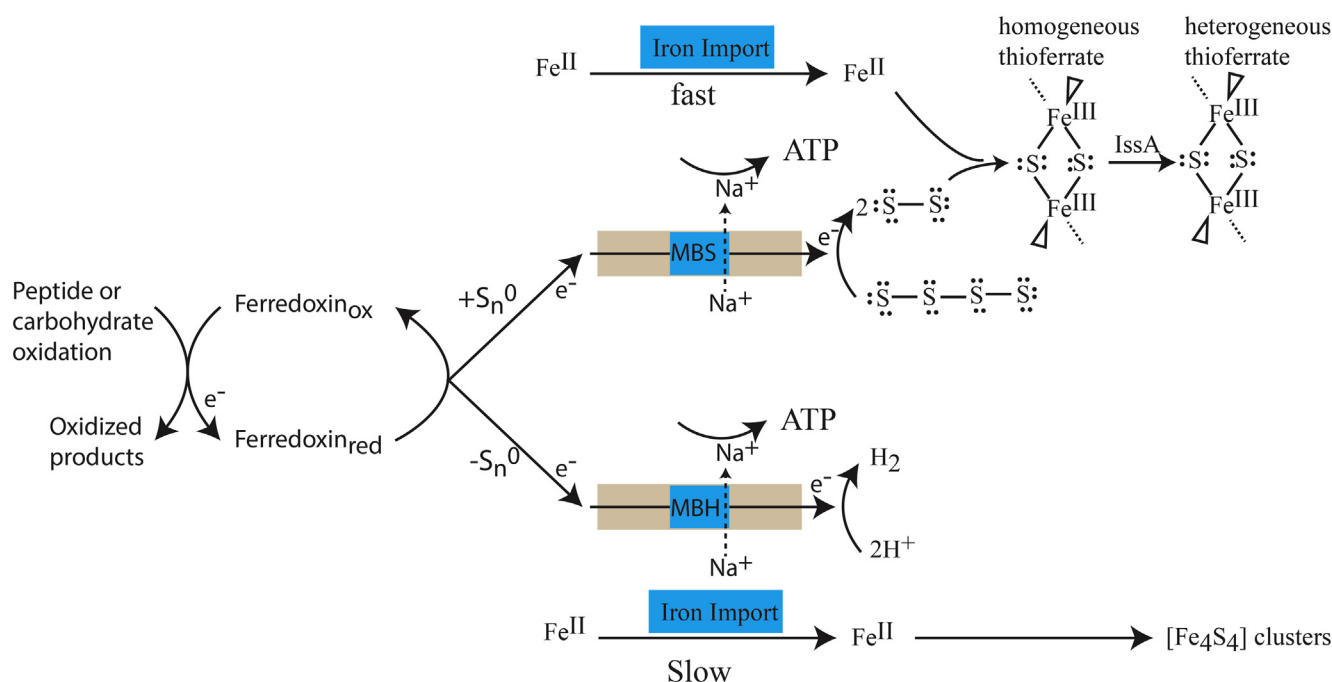 homogeneous
thioferrate
heterogeneous
thioferrate
Iron Import
Fe^II
Fe^II
fast
Fe^III
Fe^III
:S:
:S:
IssA
:S:
:S:
Fe^III
Fe^III
ATP
Na+
2 :S—S:
MBS
e-
Na+
:S—S—S—S:
+Sn^0
e-
Peptide or
carbohydrate
oxidation
Ferredoxin_ox
e-
Oxidized
products
Ferredoxin_red
-Sn^0
e-
ATP
Na+
H2
MBH
e-
2H+
Na+
Iron Import
Fe^II
Fe^II
[Fe4S4] clusters
Slow